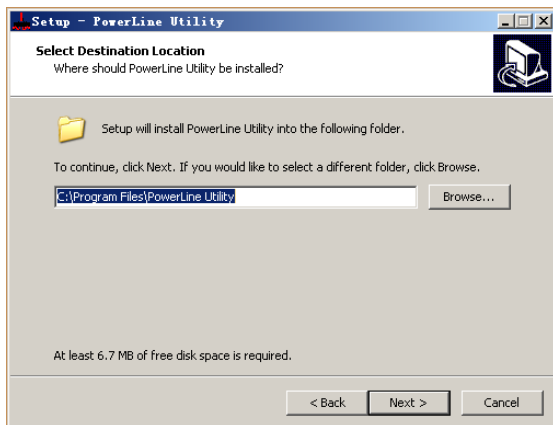 Setup - PowerLine Utility
Select Destination Location
Where should PowerLine Utility be installed?
Setup will install PowerLine Utility into the following folder.
To continue, click Next. If you would like to select a different folder, click Browse.
C:\Program Files\PowerLine Utility
Browse...
At least 6.7 MB of free disk space is required.
< Back
Next >
Cancel